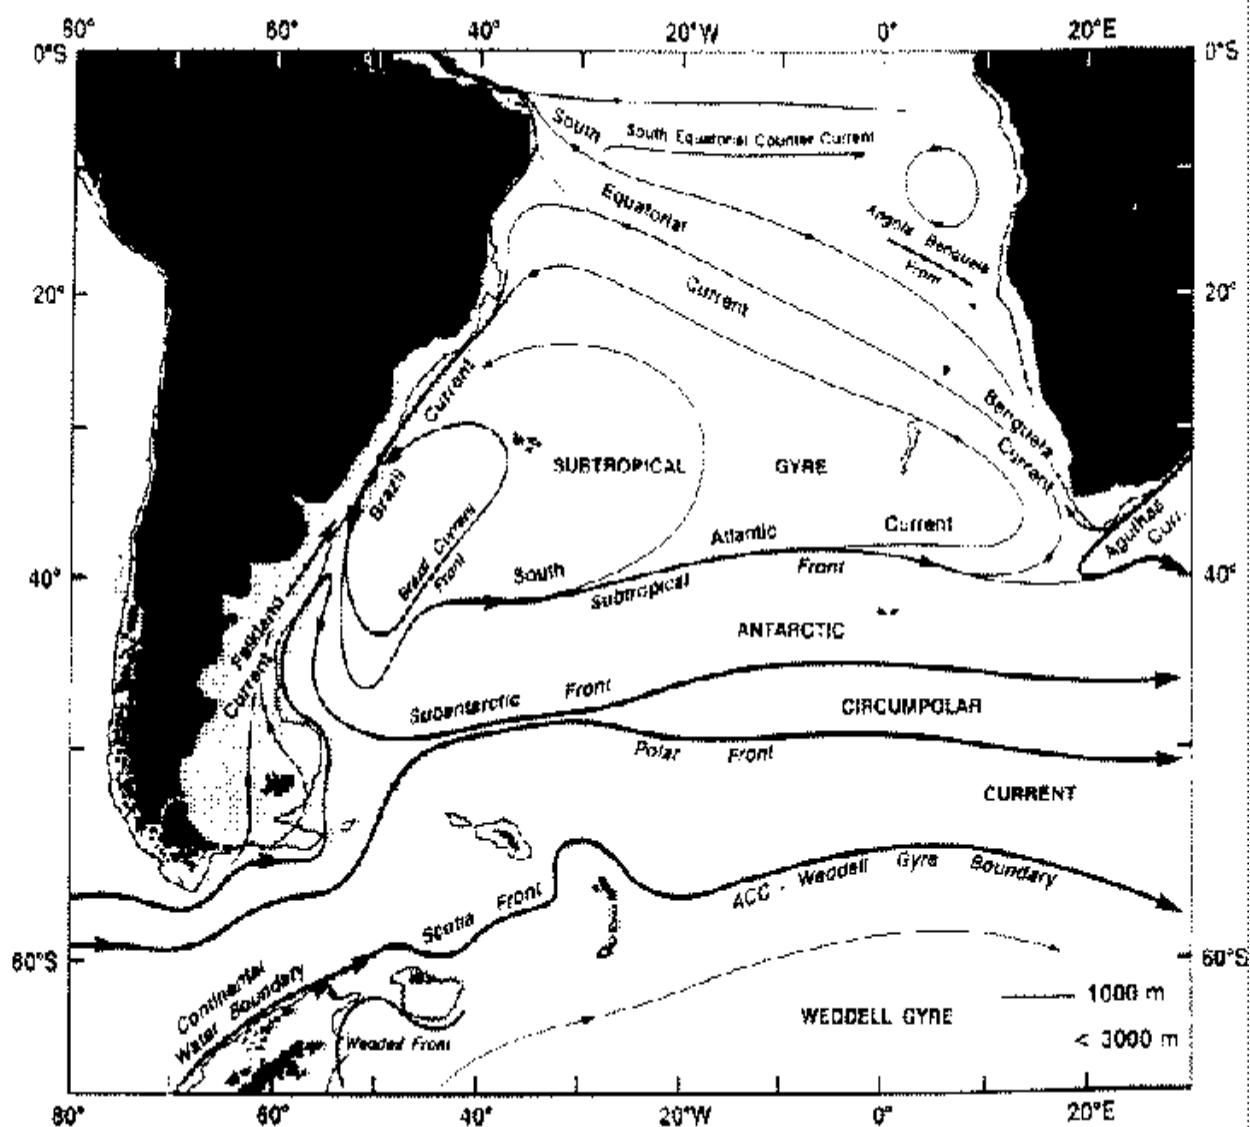 60° 60° 40° 20°W 0° 20°E
0°S 0°S
South
South Equatorial Counter Current
Equatorial
Angola Benguela
Front
20° 20°
Current
Current
Benguela
Current
SUBTROPICAL GYRE
Brazil
Agulhas
Curr.
Atlantic Current
Brazil Current
Front
South
Front
40° 40°
Subtropical
Falkland
Current
ANTARCTIC
Subentarctic Front
CIRCUMPOLAR
Polar Front
CURRENT
ACC - Weddell Gyre Boundary
Scotia Front
60°S 60°S
Continental
Water Boundary
1000 m
WEDDELL GYRE
< 3000 m
Weddell Front
80° 60° 40° 20°W 0° 20°E